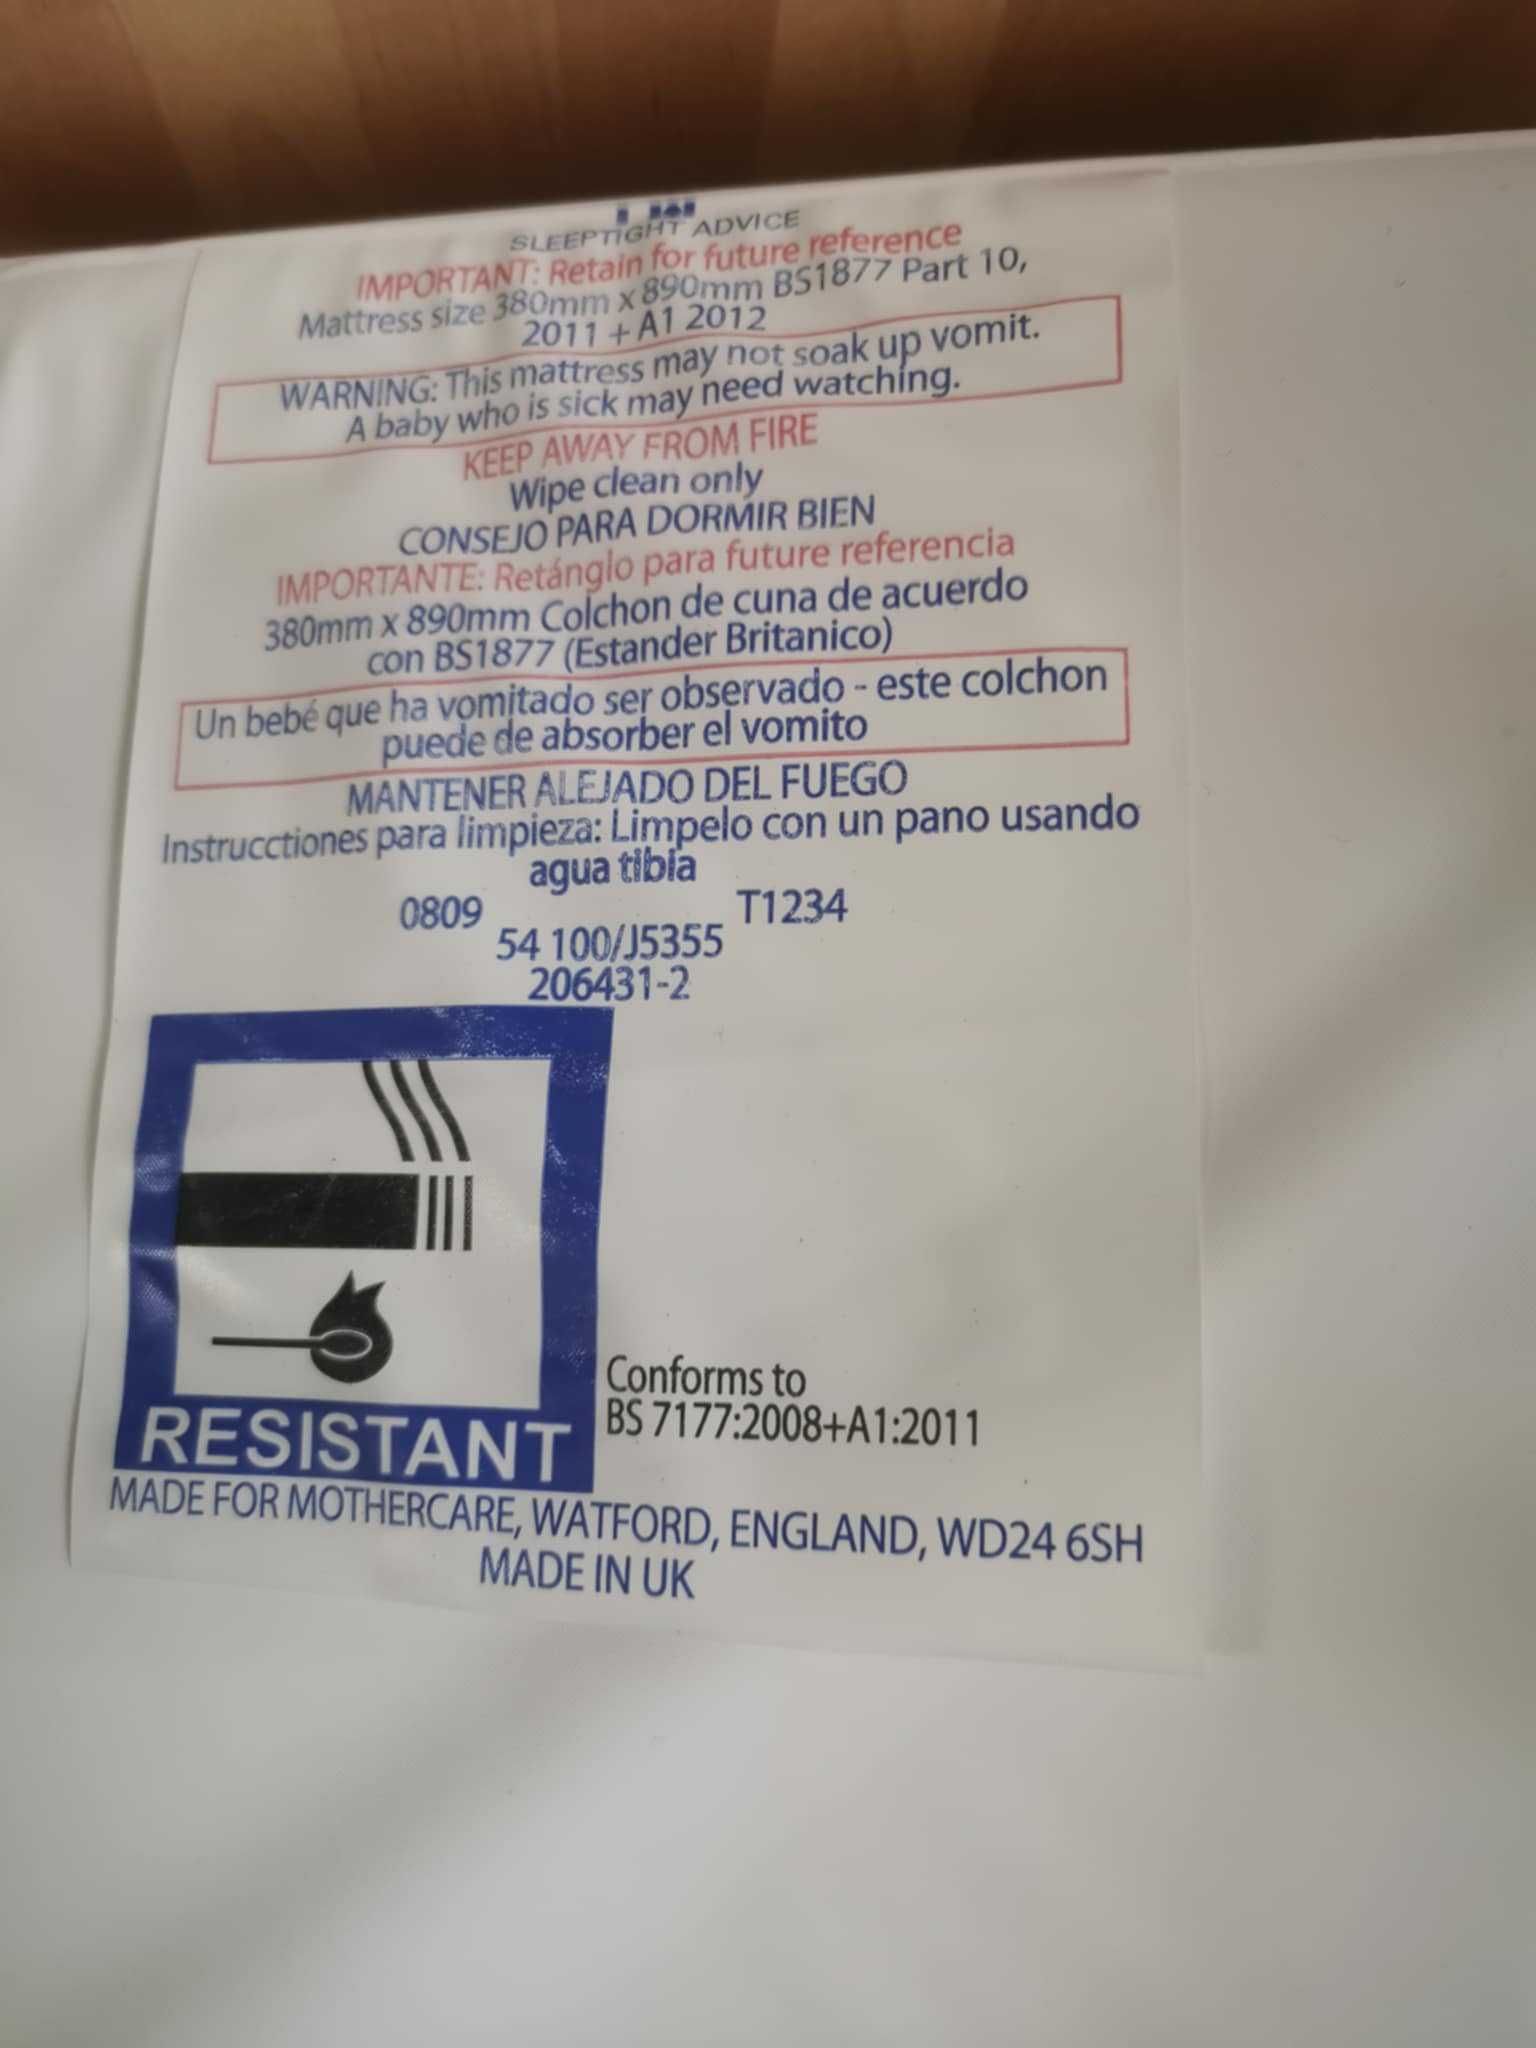 SLEEPTIGHT ADVICE
IMPORTANT: Retain for future reference
Mattress size 380mm x 890mm BS1877 Part 10,
2011 + A1 2012
WARNING: This mattress may not soak up vomit.
A baby who is sick may need watching.
KEEP AWAY FROM FIRE
Wipe clean only
CONSEJO PARA DORMIR BIEN
IMPORTANTE: Retánglo para future referencia
380mm x 890mm Colchon de cuna de acuerdo
con BS1877 (Estander Britanico)
Un bebé que ha vomitado ser observado - este colchon
puede de absorber el vomito
MANTENER ALEJADO DEL FUEGO
Instrucctiones para limpieza: Limpelo con un pano usando
agua tibia
0809 T1234
54 100/J5355
206431-2
RESISTANT
Conforms to
BS 7177:2008+A1:2011
MADE FOR MOTHERCARE, WATFORD, ENGLAND, WD24 6SH
MADE IN UK